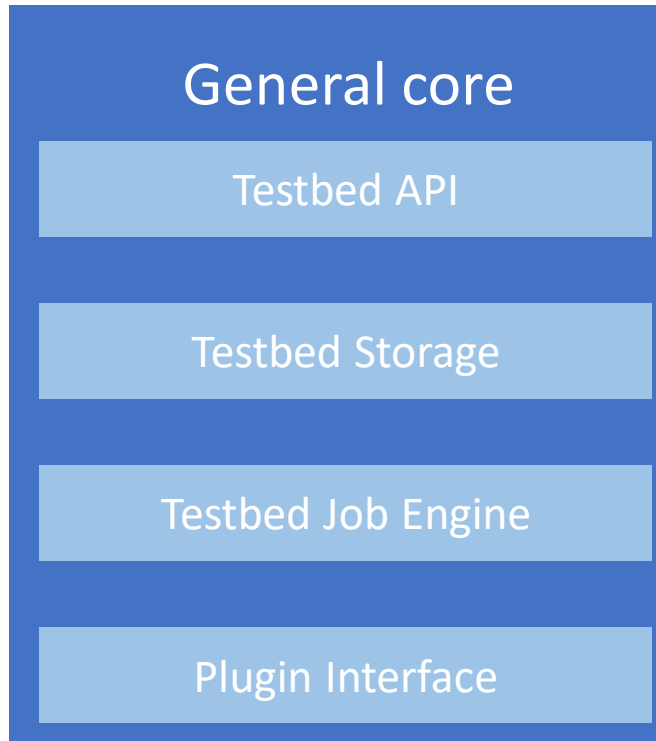 General core
Testbed API
Testbed Storage
Testbed Job Engine
Plugin Interface